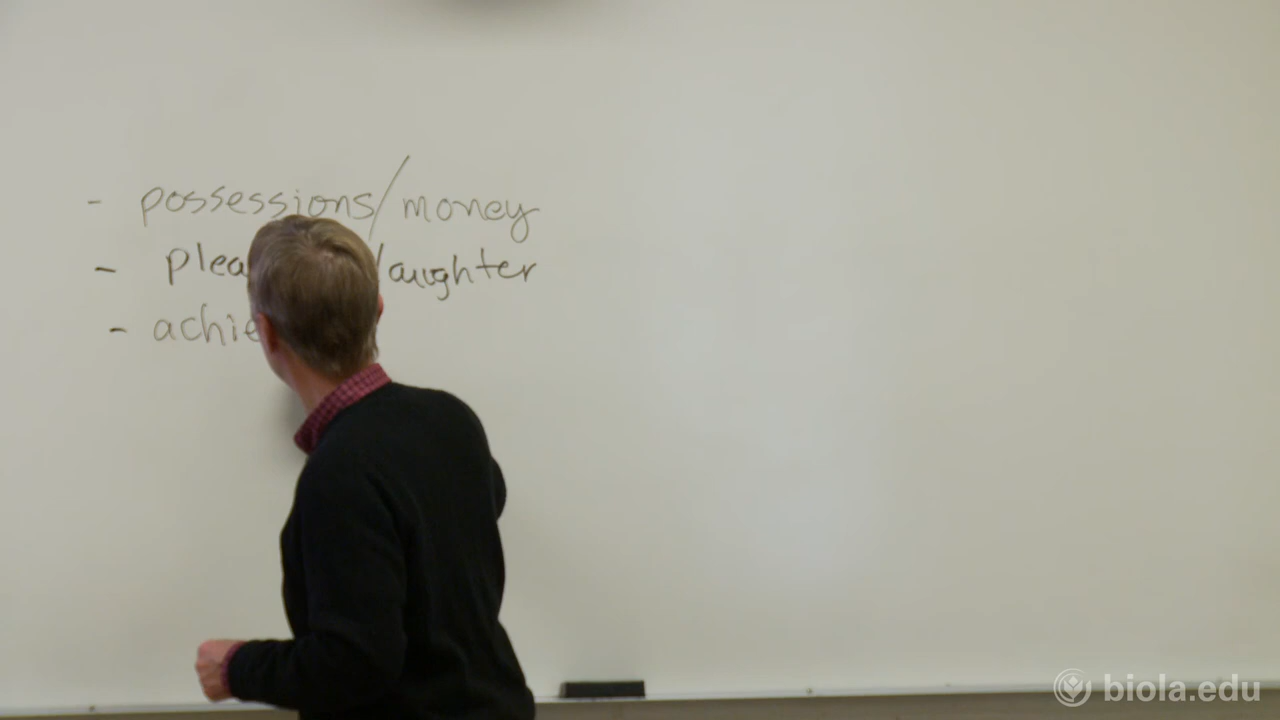 - possessions/money
- plea laughter
- achie
biola.edu